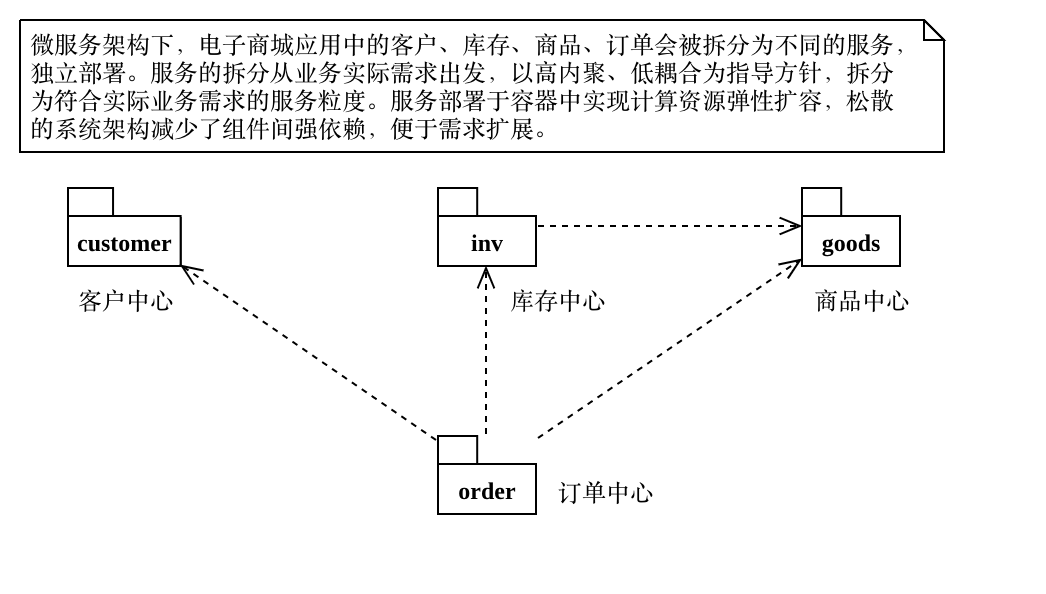 微服务架构下，电子商城应用中的客户、库存、商品、订单会被拆分为不同的服务，
独立部署。服务的拆分从业务实际需求出发，以高内聚、低耦合为指导方针，拆分
为符合实际业务需求的服务粒度。服务部署于容器中实现计算资源弹性扩容，松散
的系统架构减少了组件间强依赖，便于需求扩展。
customer
inv
goods
客户中心
库存中心
商品中心
order
订单中心